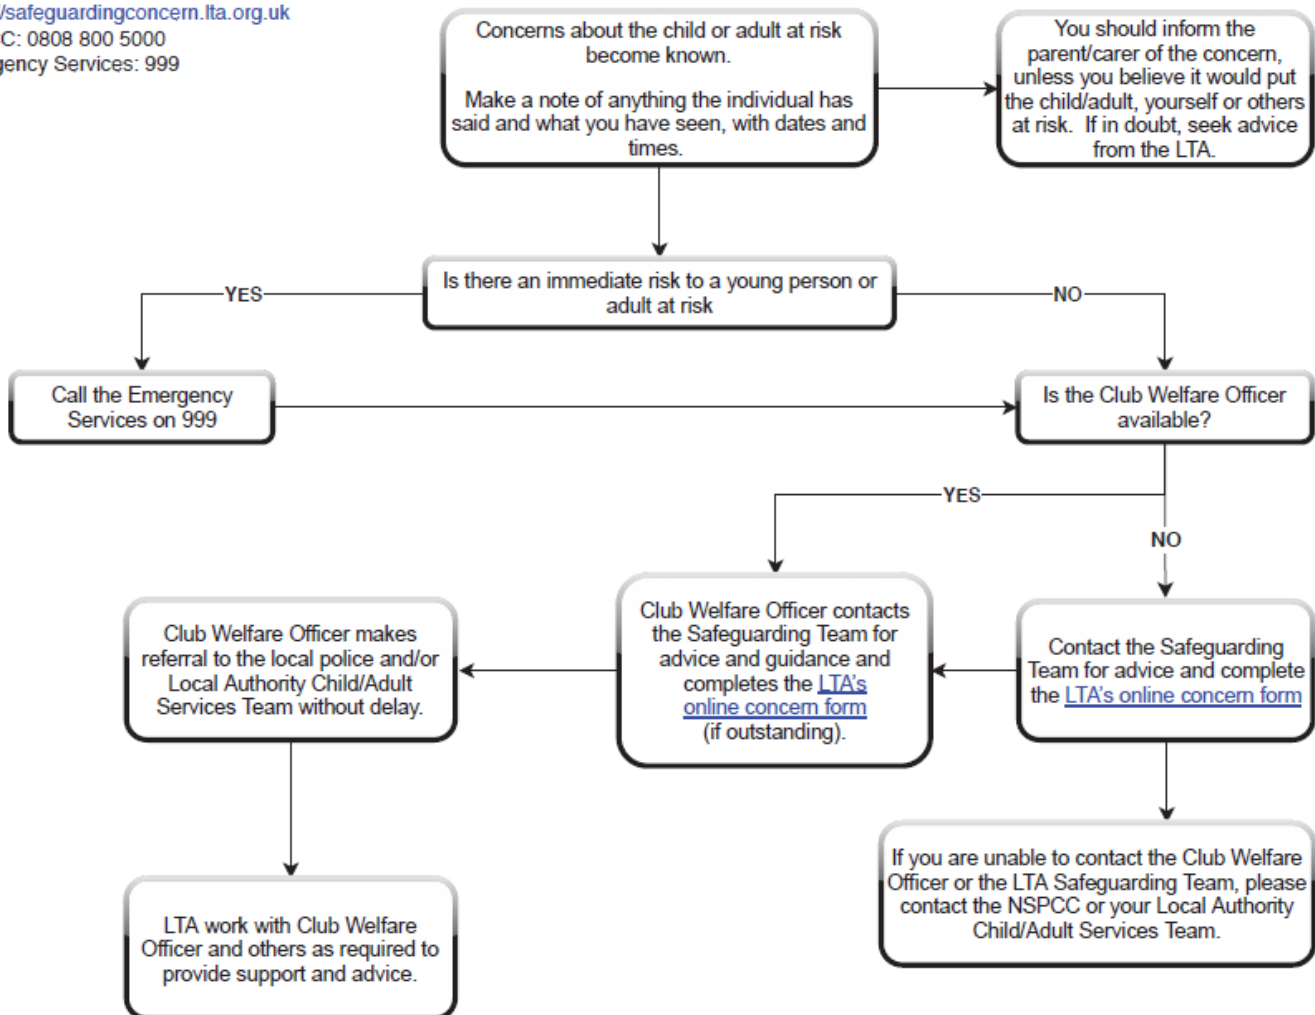 /safeguardingconcern.lta.org.uk
C: 0808 800 5000
gency Services: 999
Concerns about the child or adult at risk
become known.
Make a note of anything the individual has
said and what you have seen, with dates and
times.
You should inform the
parent/carer of the concern,
unless you believe it would put
the child/adult, yourself or others
at risk. If in doubt, seek advice
from the LTA.
Is there an immediate risk to a young person or
adult at risk
YES
NO
Call the Emergency
Services on 999
Is the Club Welfare Officer
available?
YES
NO
Club Welfare Officer makes
referral to the local police and/or
Local Authority Child/Adult
Services Team without delay.
Club Welfare Officer contacts
the Safeguarding Team for
advice and guidance and
completes the LTA's
online concern form
(if outstanding).
Contact the Safeguarding
Team for advice and complete
the LTA's online concern form
If you are unable to contact the Club Welfare
Officer or the LTA Safeguarding Team, please
contact the NSPCC or your Local Authority
Child/Adult Services Team.
LTA work with Club Welfare
Officer and others as required to
provide support and advice.